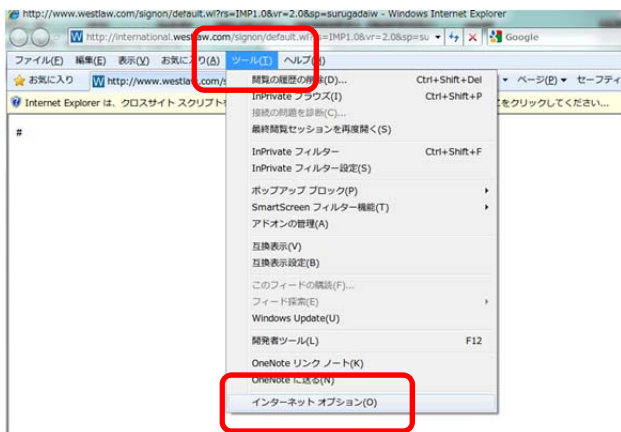 http://www.westlaw.com/signon/default.wl?rs=IMP1.0&vr=2.0&sp=surugadaiw - Windows Internet Explorer
http://international.westlaw.com/signon/default.wl?rs=IMP1.0&vr=2.0&sp=su Google
ファイル(F) 編集(E) 表示(V) お気に入り(A) ツール(T) ヘルプ(H)
お気に入り http://www.westlaw.com/s ページ(P) セーフティ
Internet Explorer は、クロスサイト スクリプトを をクリックしてください...
#
閲覧の履歴の削除(D)... Ctrl+Shift+Del
InPrivate ブラウズ(I) Ctrl+Shift+P
接続の問題を診断(C)...
最終閲覧セッションを再度開く(S)
InPrivate フィルター Ctrl+Shift+F
InPrivate フィルター設定(S)
ポップアップ ブロック(P)
SmartScreen フィルター機能(T)
アドオンの管理(A)
互換表示(V)
互換表示設定(B)
このフィードの購読(F)...
フィード探索(E)
Windows Update(U)
開発者ツール(L) F12
OneNote リンク ノート(K)
OneNote に送る(N)
インターネット オプション(O)